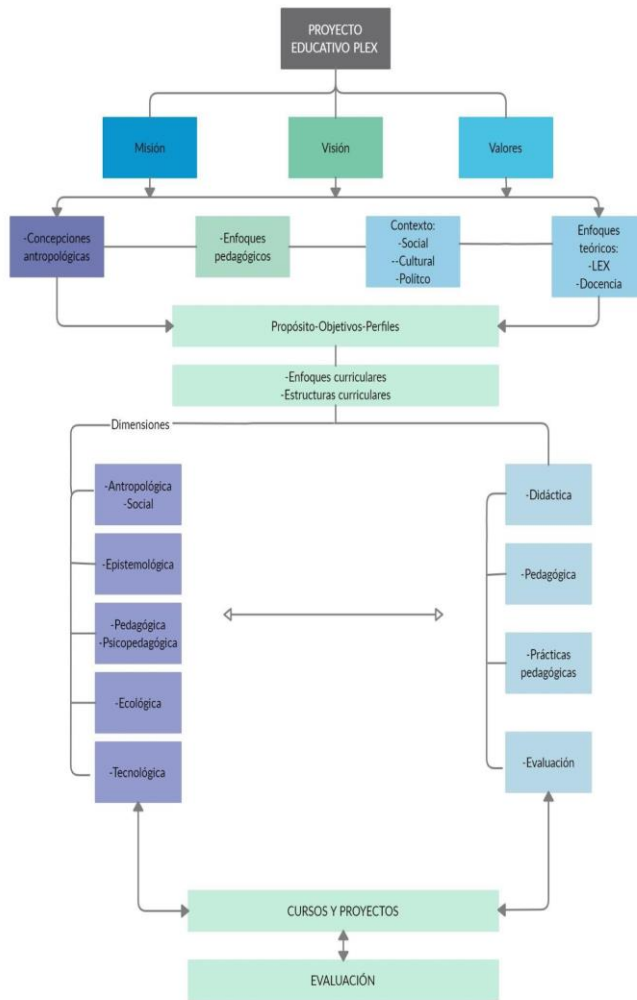 PROYECTO
EDUCATIVO PLEX
Misión
Visión
Valores
-Concepciones
antropológicas
-Enfoques
pedagógicos
Contexto:
-Social
--Cultural
-Polítco
Enfoques
teóricos:
-LEX
-Docencia
Propósito-Objetivos-Perfiles
-Enfoques curriculares
-Estructuras curriculares
Dimensiones
-Antropológica
-Social
-Epistemológica
-Pedagógica
-Psicopedagógica
-Ecológica
-Tecnológica
-Didáctica
-Pedagógica
-Prácticas
pedagógicas
-Evaluación
CURSOS Y PROYECTOS
EVALUACIÓN